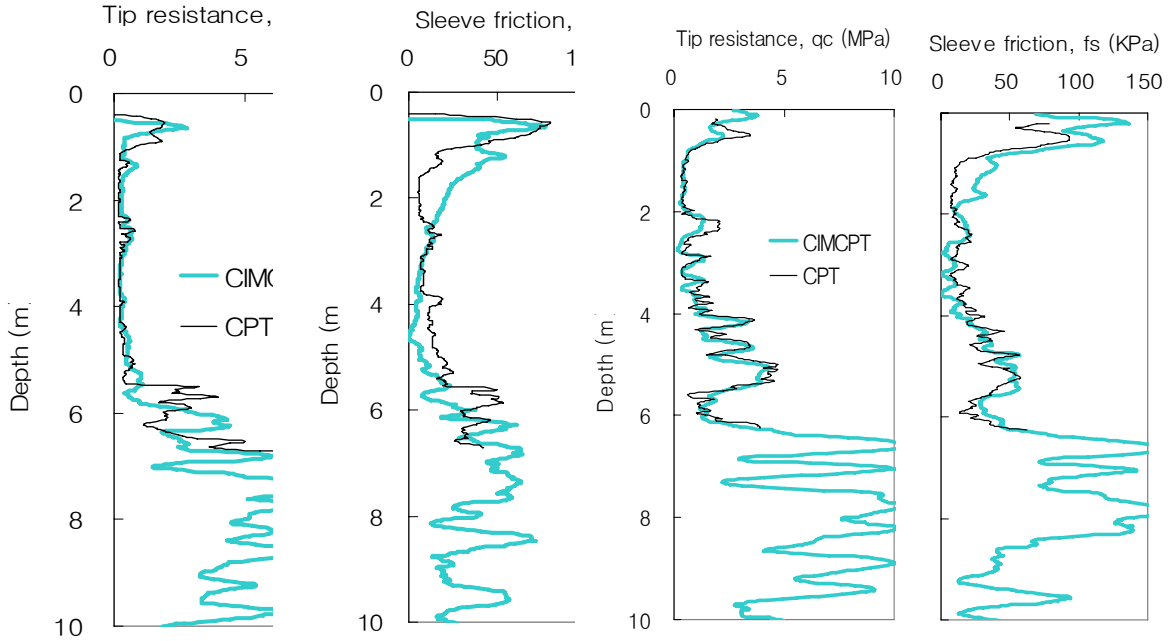 Tip resistance,
0 5
0
2
4
6
8
10
Depth (m
CIMC
CPT
Sleeve friction,
0 50 1
0
2
4
6
8
10
Depth (m
Tip resistance, qc (MPa)
0 5 10
0
2
4
6
8
10
Depth (m
CIMCPT
CPT
Sleeve friction, fs (KPa)
0 50 100 150